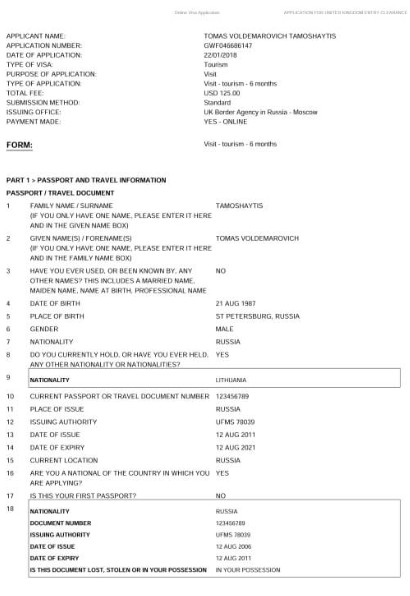 Online Visa Application APPLICATION FOR UNITED KINGDOM ENTRY CLEARANCE
APPLICANT NAME: TOMAS VOLDEMAROVICH TAMOSHAYTIS
APPLICATION NUMBER: GWF046686147
DATE OF APPLICATION: 22/01/2018
TYPE OF VISA: Tourism
PURPOSE OF APPLICATION: Visit
TYPE OF APPLICATION: Visit - tourism - 6 months
TOTAL FEE: USD 125.00
SUBMISSION METHOD: Standard
ISSUING OFFICE: UK Border Agency in Russia - Moscow
PAYMENT MADE: YES - ONLINE
FORM: Visit - tourism - 6 months
PART 1 > PASSPORT AND TRAVEL INFORMATION
PASSPORT / TRAVEL DOCUMENT
1 FAMILY NAME / SURNAME TAMOSHAYTIS
(IF YOU ONLY HAVE ONE NAME, PLEASE ENTER IT HERE
AND IN THE GIVEN NAME BOX)
2 GIVEN NAME(S) / FORENAME(S) TOMAS VOLDEMAROVICH
(IF YOU ONLY HAVE ONE NAME, PLEASE ENTER IT HERE
AND IN THE FAMILY NAME BOX)
3 HAVE YOU EVER USED, OR BEEN KNOWN BY, ANY NO
OTHER NAMES? THIS INCLUDES A MARRIED NAME,
MAIDEN NAME, NAME AT BIRTH, PROFESSIONAL NAME
4 DATE OF BIRTH 21 AUG 1987
5 PLACE OF BIRTH ST PETERSBURG, RUSSIA
6 GENDER MALE
7 NATIONALITY RUSSIA
8 DO YOU CURRENTLY HOLD, OR HAVE YOU EVER HELD, YES
ANY OTHER NATIONALITY OR NATIONALITIES?
9 NATIONALITY LITHUANIA
10 CURRENT PASSPORT OR TRAVEL DOCUMENT NUMBER 123456789
11 PLACE OF ISSUE RUSSIA
12 ISSUING AUTHORITY UFMS 78039
13 DATE OF ISSUE 12 AUG 2011
14 DATE OF EXPIRY 12 AUG 2021
15 CURRENT LOCATION RUSSIA
16 ARE YOU A NATIONAL OF THE COUNTRY IN WHICH YOU YES
ARE APPLYING?
17 IS THIS YOUR FIRST PASSPORT? NO
18 NATIONALITY RUSSIA
DOCUMENT NUMBER 123456789
ISSUING AUTHORITY UFMS 78039
DATE OF ISSUE 12 AUG 2006
DATE OF EXPIRY 12 AUG 2011
IS THIS DOCUMENT LOST, STOLEN OR IN YOUR POSSESSION IN YOUR POSSESSION